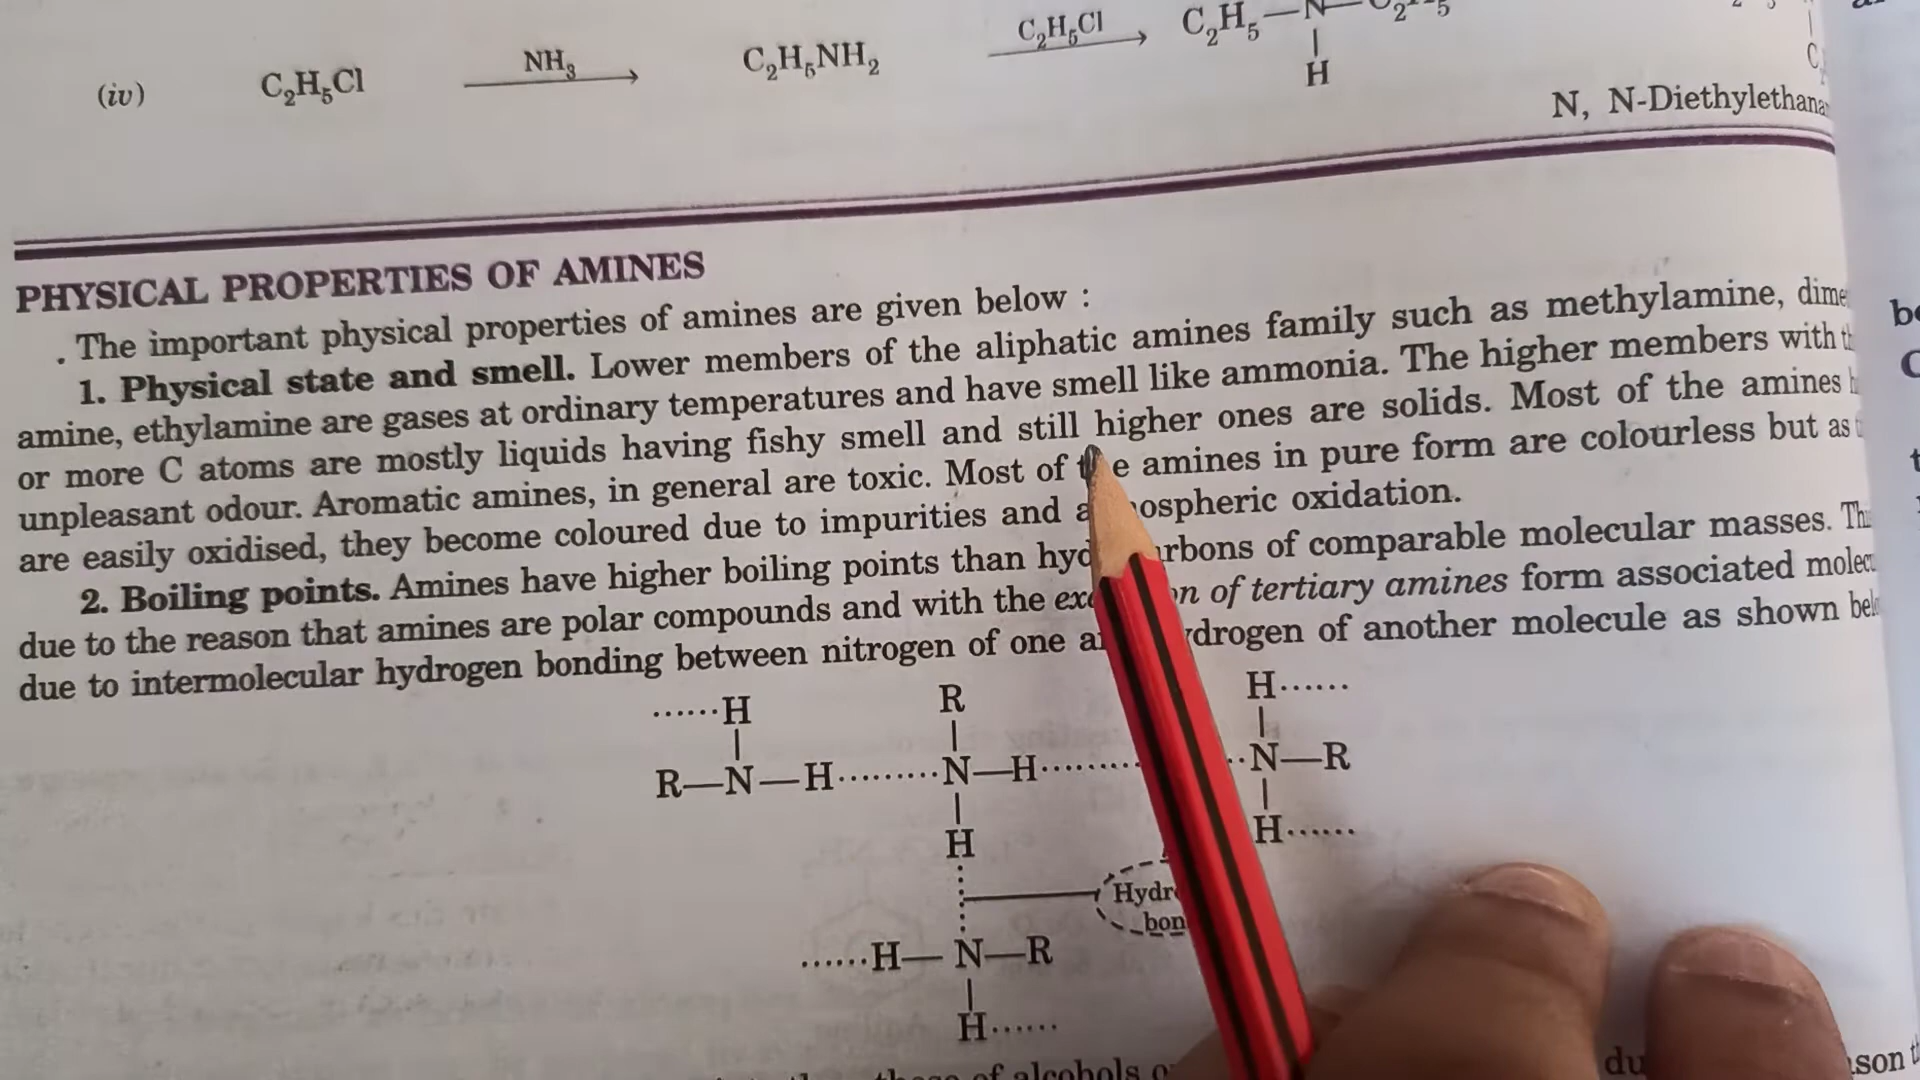 (iv) C₂H₅Cl NH₃ C₂H₅NH₂ C₂H₅Cl C₂H₅—N—C₂H₅
H
N, N-Diethylethana
PHYSICAL PROPERTIES OF AMINES
The important physical properties of amines are given below :
1. Physical state and smell. Lower members of the aliphatic amines family such as methylamine, dime
amine, ethylamine are gases at ordinary temperatures and have smell like ammonia. The higher members with
or more C atoms are mostly liquids having fishy smell and still higher ones are solids. Most of the amines
unpleasant odour. Aromatic amines, in general are toxic. Most of amines in pure form are colourless but as
are easily oxidised, they become coloured due to impurities and oxidation.
2. Boiling points. Amines have higher boiling points than of comparable molecular masses.
due to the reason that amines are polar compounds and with the of tertiary amines form associated
due to intermolecular hydrogen bonding between nitrogen of one of another molecule as shown
......H R H......
R—N—H.........N—H......... ..N—R
H H......
Hydr
bon
......H—N—R
H......
of alcohols